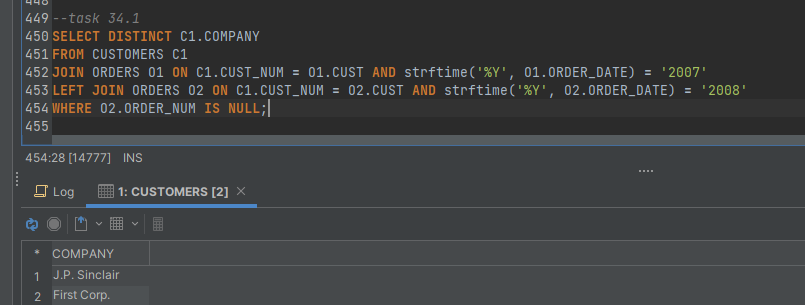 448
449 --task 34.1
450 SELECT DISTINCT C1.COMPANY
451 FROM CUSTOMERS C1
452 JOIN ORDERS O1 ON C1.CUST_NUM = O1.CUST AND strftime('%Y', O1.ORDER_DATE) = '2007'
453 LEFT JOIN ORDERS O2 ON C1.CUST_NUM = O2.CUST AND strftime('%Y', O2.ORDER_DATE) = '2008'
454 WHERE O2.ORDER_NUM IS NULL;
455
454:28 [14777] INS
Log 1: CUSTOMERS [2]
* COMPANY
1 J.P. Sinclair
2 First Corp.